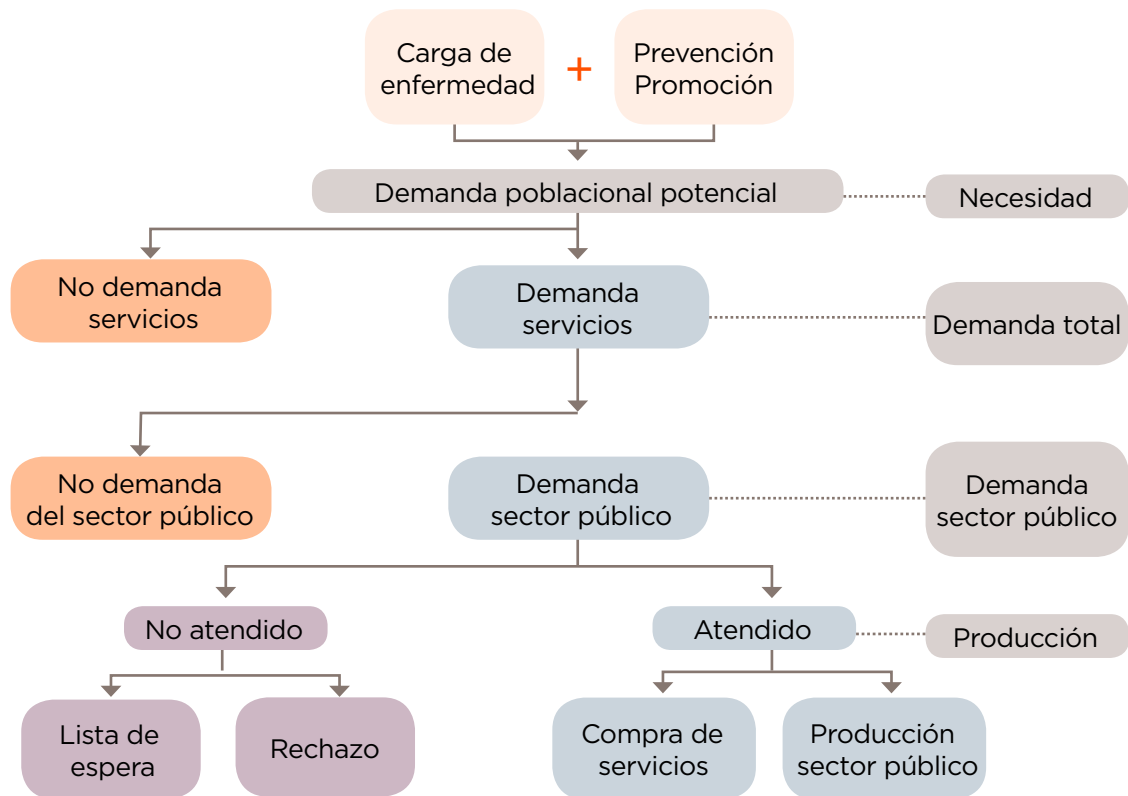 Carga de
enfermedad
+
Prevención
Promoción
Demanda poblacional potencial
Necesidad
No demanda
servicios
Demanda
servicios
Demanda total
No demanda
del sector público
Demanda
sector público
Demanda
sector público
No atendido
Atendido
Producción
Lista de
espera
Rechazo
Compra de
servicios
Producción
sector público